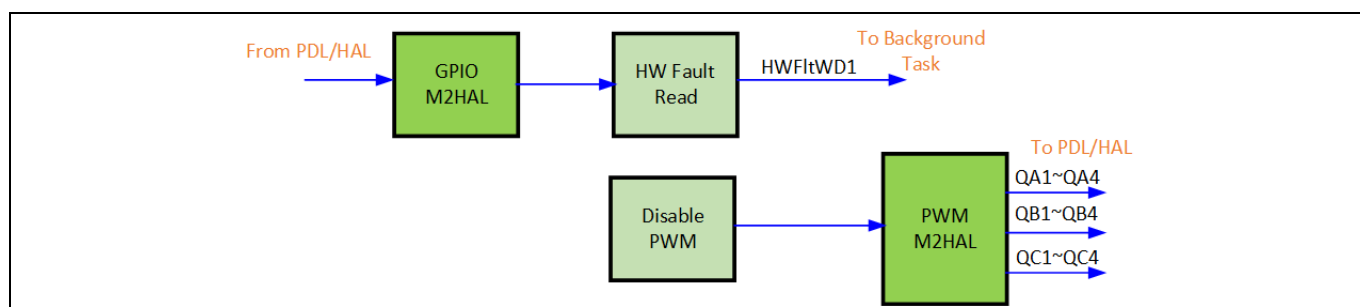 From PDL/HAL
GPIO
M2HAL
HW Fault
Read
HWFltWD1
To Background
Task
Disable
PWM
PWM
M2HAL
To PDL/HAL
QA1~QA4
QB1~QB4
QC1~QC4